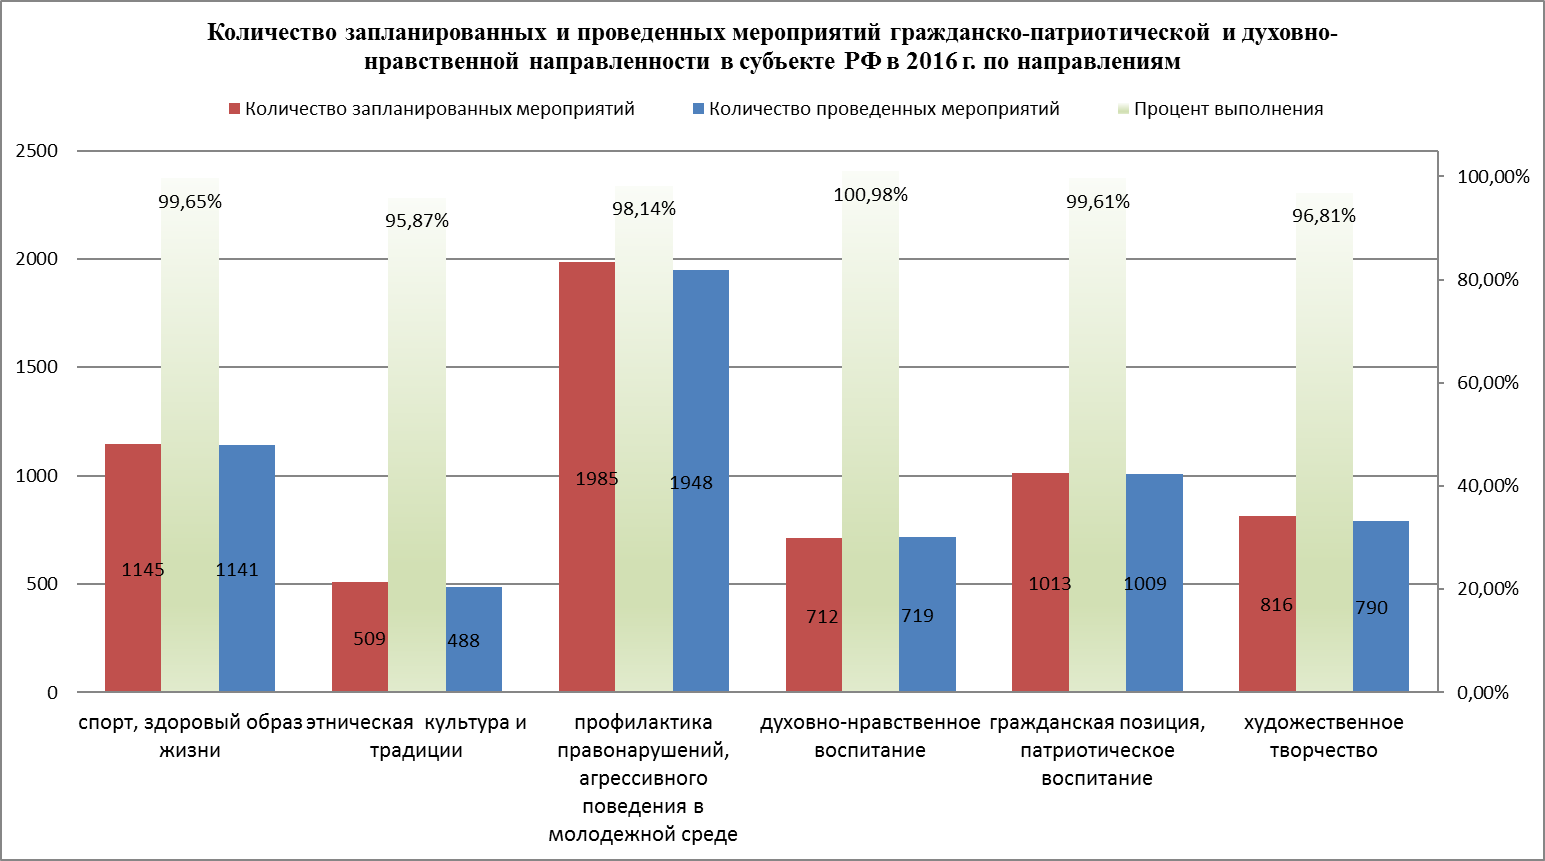 Количество запланированных и проведенных мероприятий гражданско-патриотической и духовно-
нравственной направленности в субъекте РФ в 2016 г. по направлениям
Количество запланированных мероприятий
Количество проведенных мероприятий
Процент выполнения
2500
2000
1500
1000
500
0
100,00%
80,00%
60,00%
40,00%
20,00%
0,00%
99,65%
95,87%
98,14%
100,98%
99,61%
96,81%
1145
1141
509
488
1985
1948
712
719
1013
1009
816
790
спорт, здоровый образ
жизни
этническая культура и
традиции
профилактика
правонарушений,
агрессивного
поведения в
молодежной среде
духовно-нравственное
воспитание
гражданская позиция,
патриотическое
воспитание
художественное
творчество